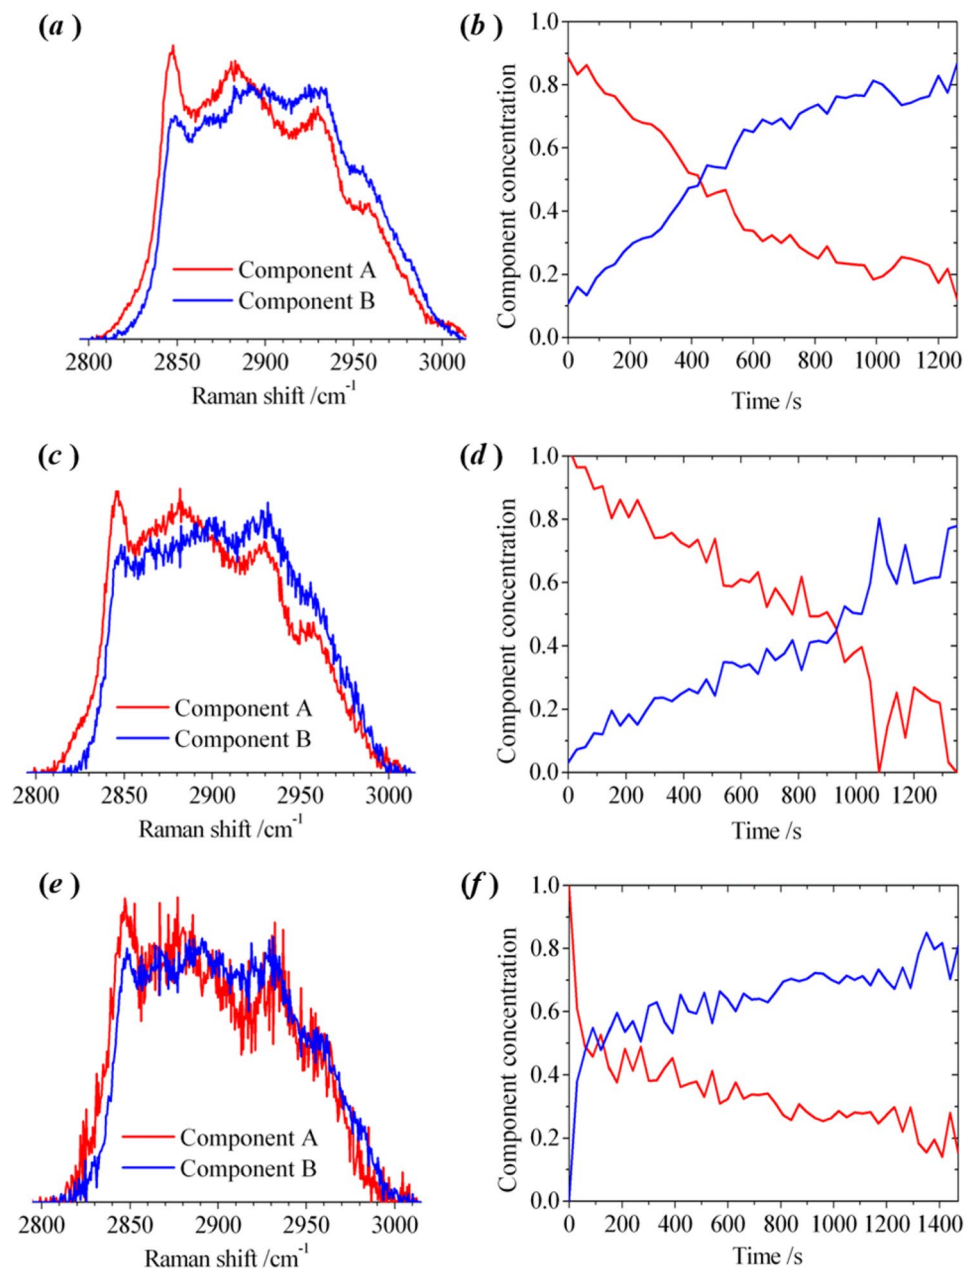 (a)
Component A
Component B
2800 2850 2900 2950 3000
Raman shift /cm-1
(b)
Component concentration
1.0
0.8
0.6
0.4
0.2
0.0
0 200 400 600 800 1000 1200
Time /s
(c)
Component A
Component B
2800 2850 2900 2950 3000
Raman shift /cm-1
(d)
Component concentration
1.0
0.8
0.6
0.4
0.2
0.0
0 200 400 600 800 1000 1200
Time /s
(e)
Component A
Component B
2800 2850 2900 2950 3000
Raman shift /cm-1
(f)
Component concentration
1.0
0.8
0.6
0.4
0.2
0.0
0 200 400 600 800 1000 1200 1400
Time /s